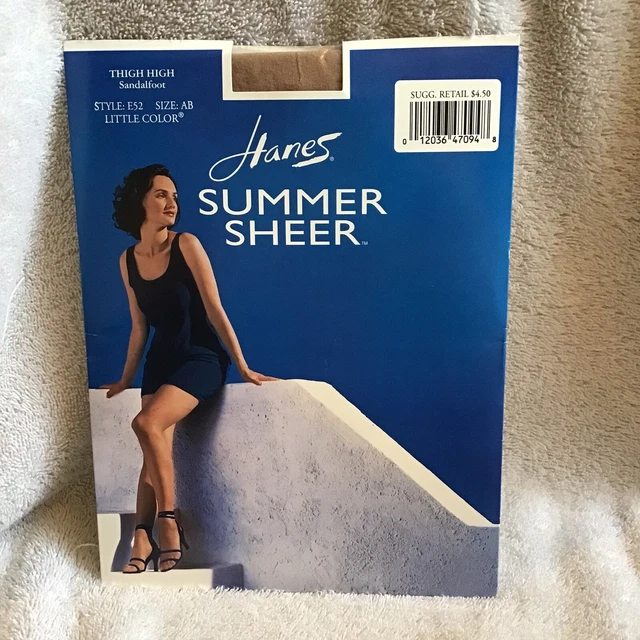 THIGH HIGH
Sandalfoot
STYLE: E52 SIZE: AB
LITTLE COLOR®
SUGG. RETAIL $4.50
0 12036 47094 8
Hanes®
SUMMER
SHEER™